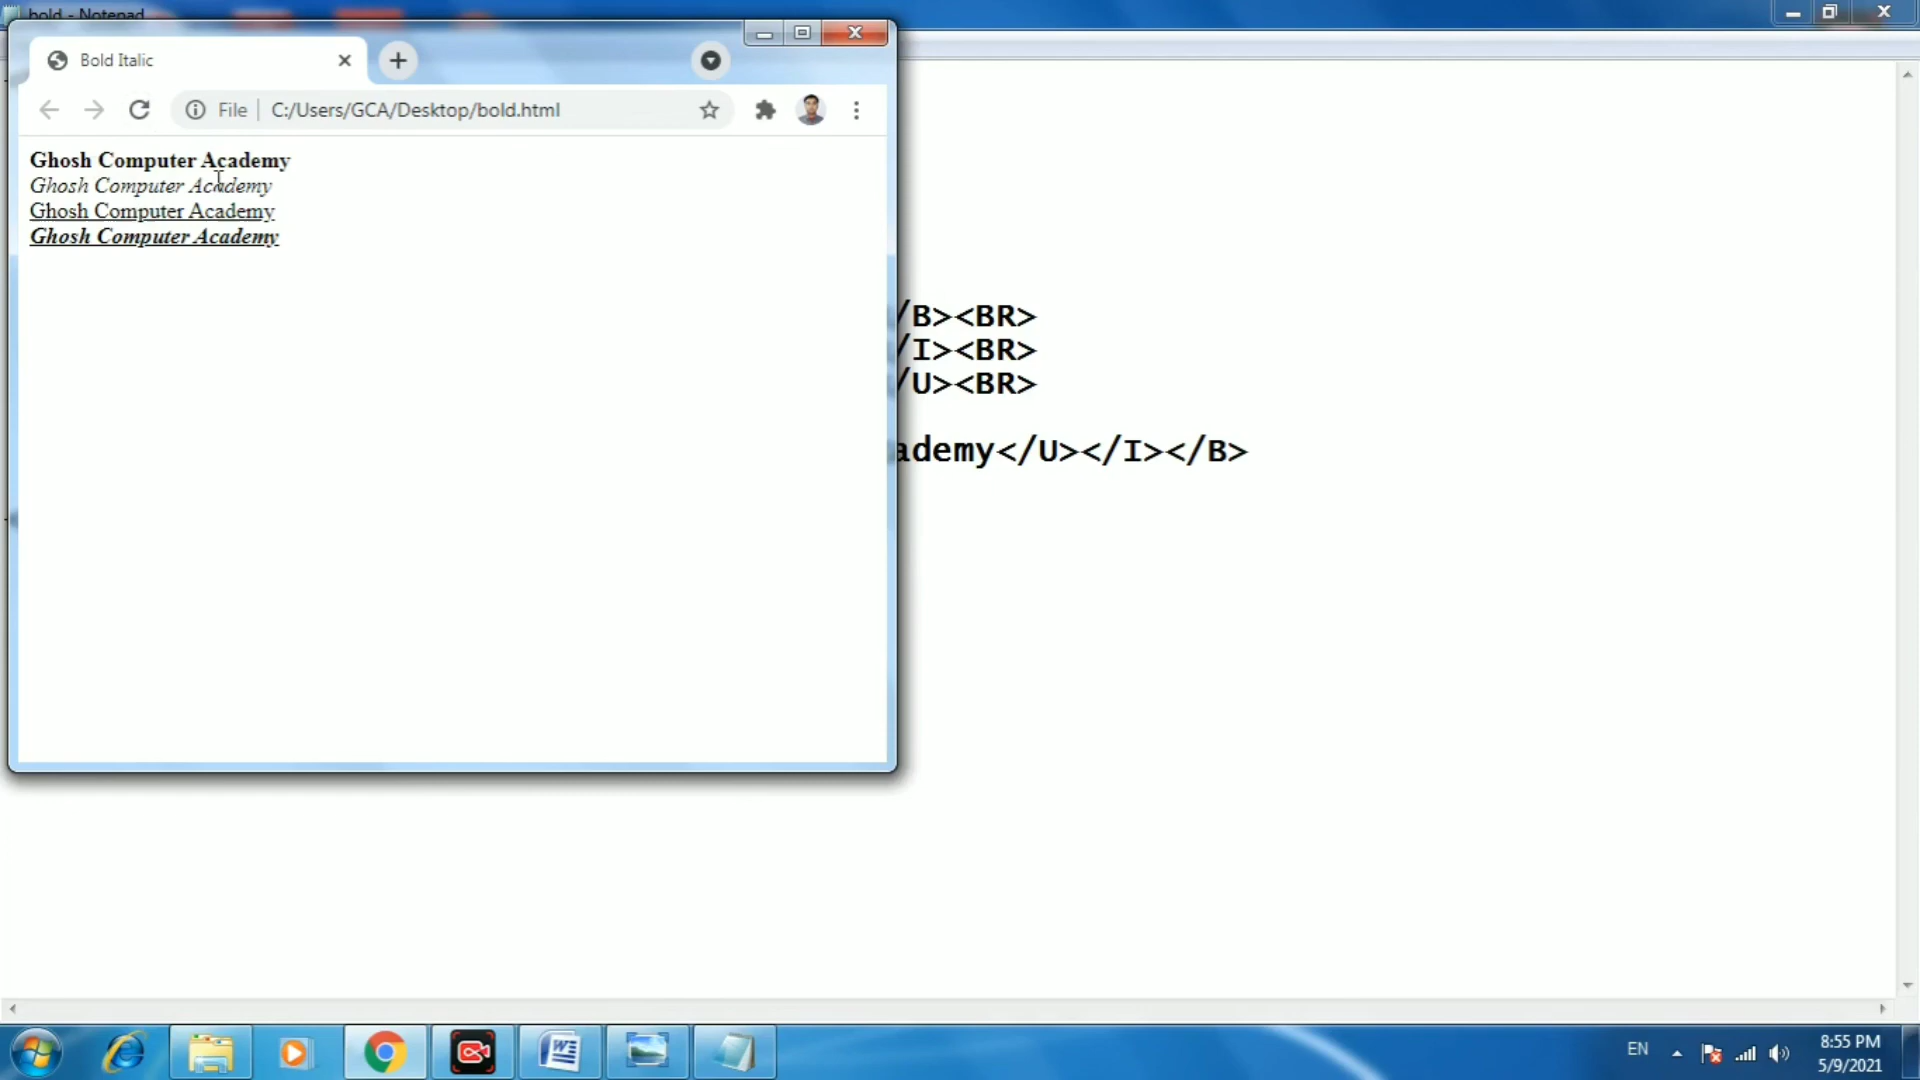 bold - Notepad
Bold Italic
File
C:/Users/GCA/Desktop/bold.html
Ghosh Computer Academy
Ghosh Computer Academy
Ghosh Computer Academy
Ghosh Computer Academy
/B><BR>
/I><BR>
/U><BR>
ademy</U></I></B>
EN
8:55 PM
5/9/2021